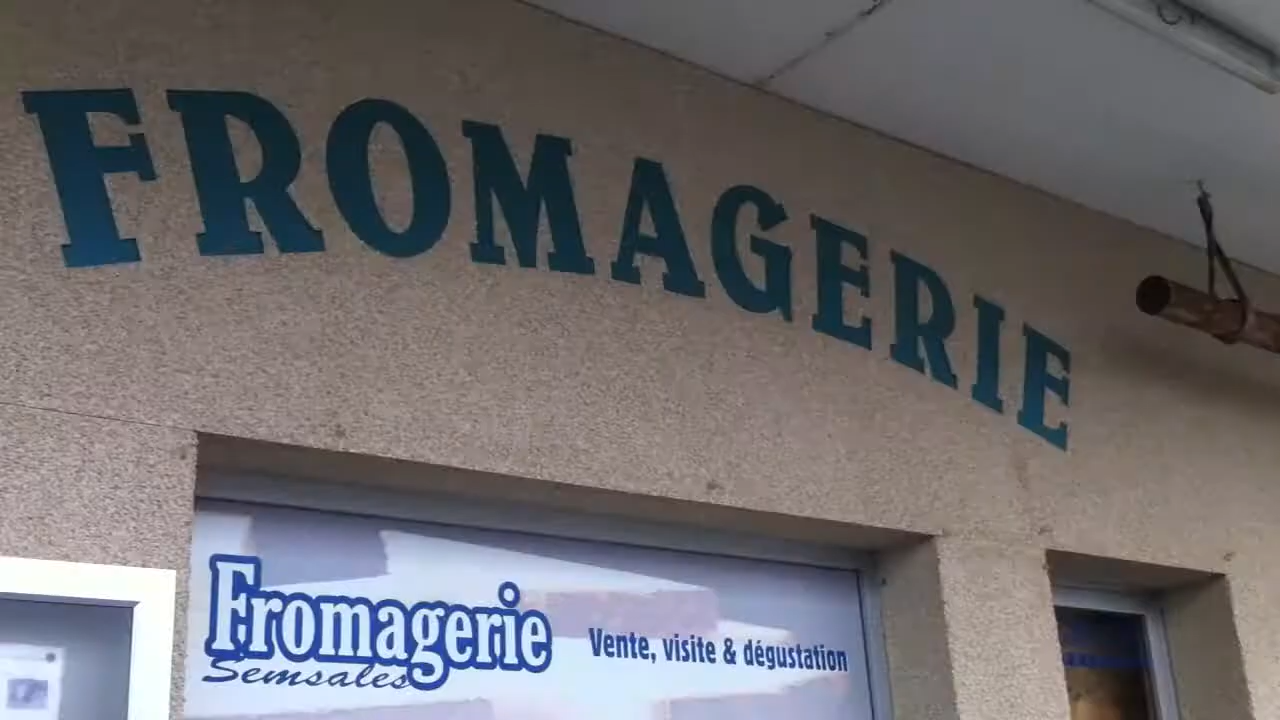 FROMAGERIE
Fromagerie
Semsales
Vente, visite & dégustation